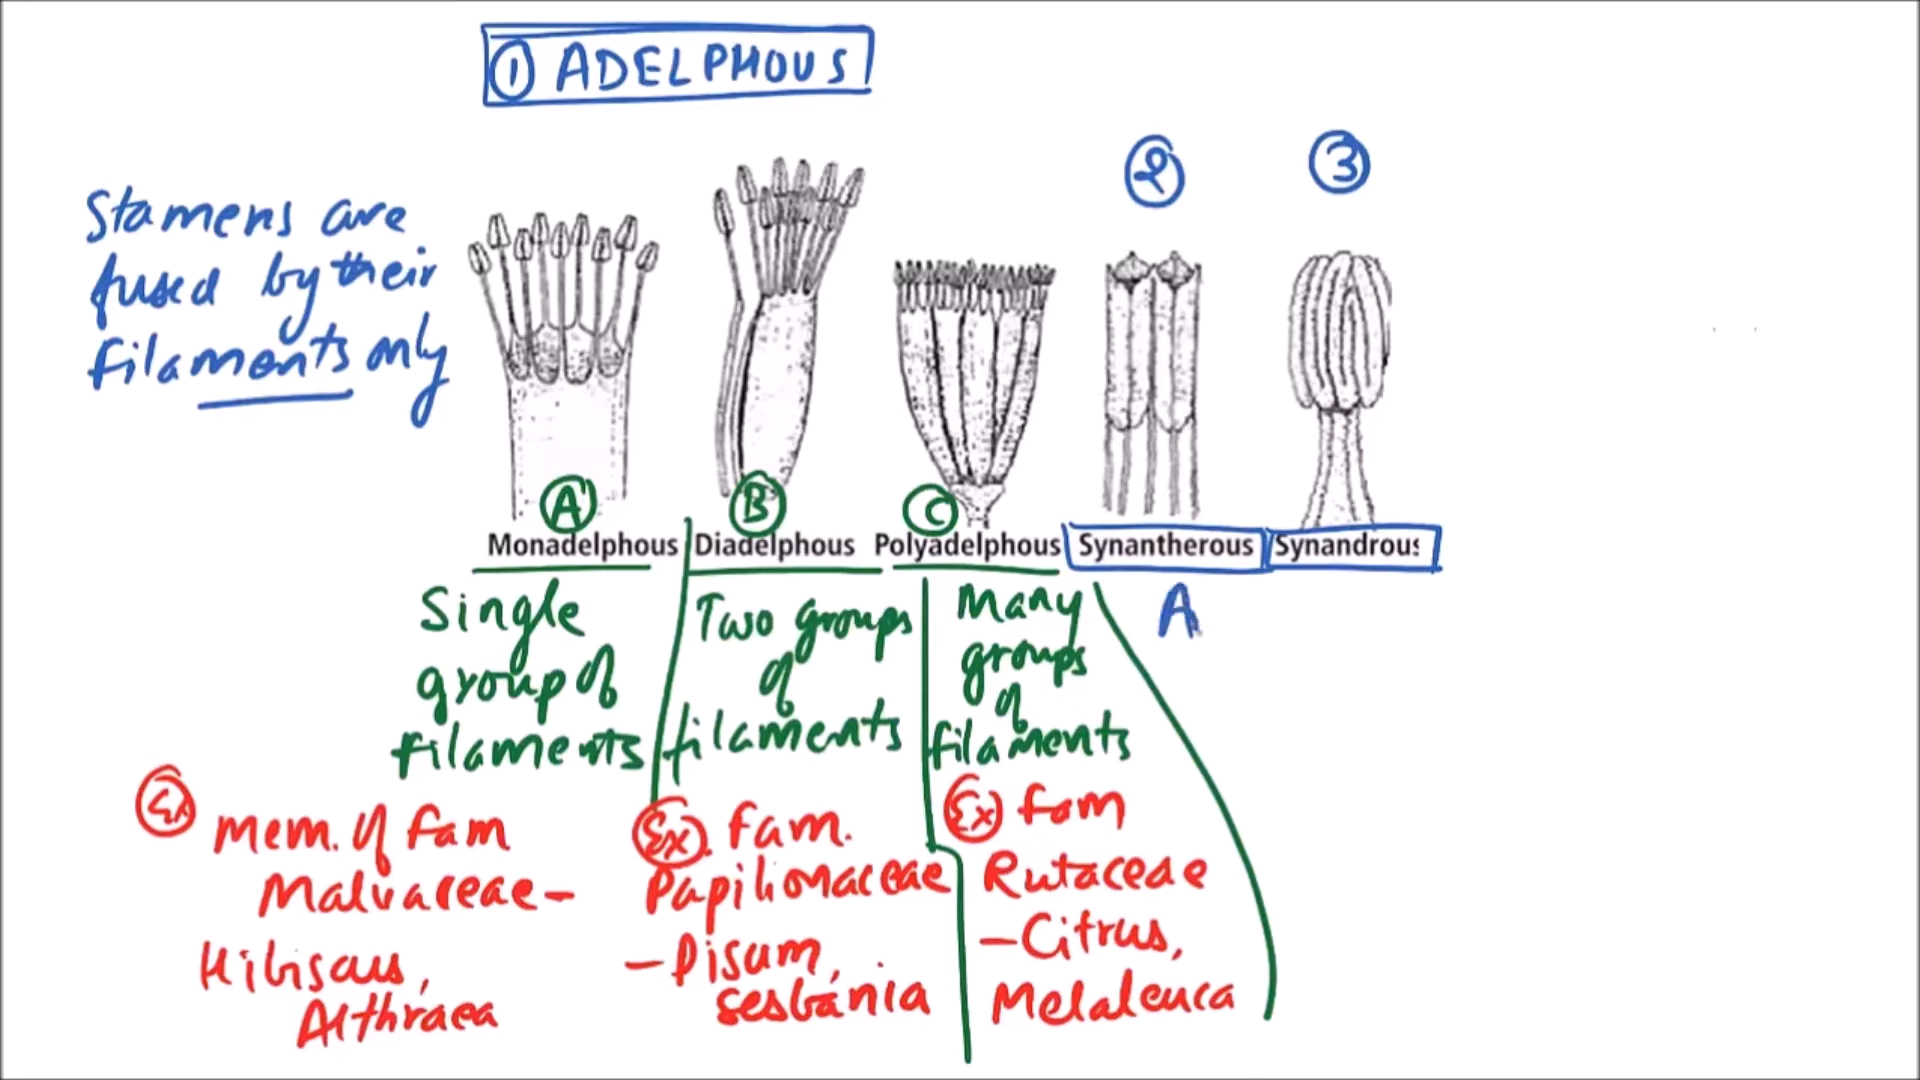 ① ADELPHOUS
Stamens are
fused by their
filaments only
2
3
A
B
C
Monadelphous
Diadelphous
Polyadelphous
Synantherous
Synandrous
Single
group of
filaments
Two groups
of
filaments
Many
groups
of
filaments
A
Ex
mem. of fam
Malvaceae-
Hibiscus,
Althraea
Ex. fam.
Papilionaceae
- Pisum,
sesbania
Ex fam
Rutaceae
- Citrus,
Melaleuca